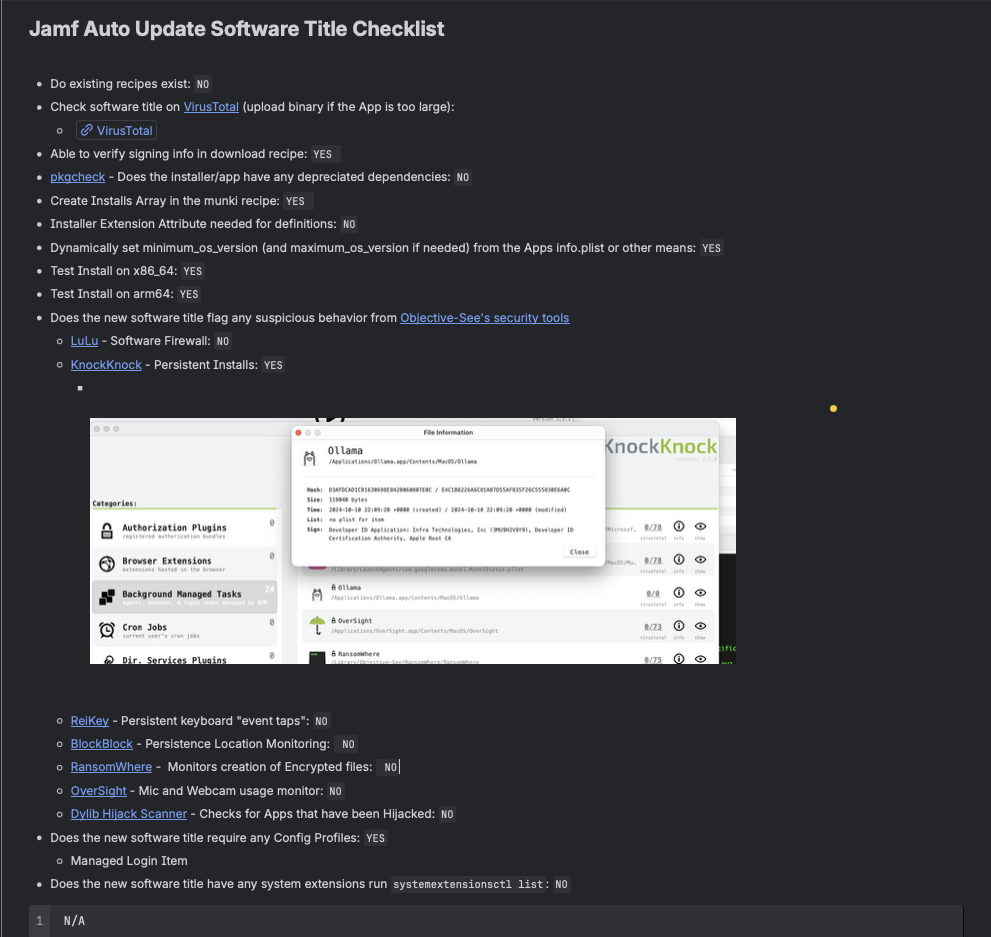 Jamf Auto Update Software Title Checklist
Do existing recipes exist: NO
Check software title on VirusTotal (upload binary if the App is too large):
VirusTotal
Able to verify signing info in download recipe: YES
pkgcheck - Does the installer/app have any depreciated dependencies: NO
Create Installs Array in the munki recipe: YES
Installer Extension Attribute needed for definitions: NO
Dynamically set minimum_os_version (and maximum_os_version if needed) from the Apps info.plist or other means: YES
Test Install on x86_64: YES
Test Install on arm64: YES
Does the new software title flag any suspicious behavior from Objective-See's security tools
LuLu - Software Firewall: NO
KnockKnock - Persistent Installs: YES
File Information
Ollama
/Applications/Ollama.app/Contents/MacOS/Ollama
Size: 119840 bytes
Time: 2024-10-10 22:09:20 +0000 (created) / 2024-10-10 22:09:20 +0000 (modified)
List: no plist for item
Sign: Developer ID Application: Infra Technologies, Inc (3MU9H2V9Y9), Developer ID
Certification Authority, Apple Root CA
Close
KnockKnock
Categories:
Authorization Plugins 0
registered authorization bundles
Browser Extensions 0
extensions hosted in the browser
Background Managed Tasks 24
agents, daemons, & login items managed by BTM
Cron Jobs 0
current user's cron jobs
Dir. Services Plugins 0
0/78
virustotal info show
0/78
virustotal info show
/Library/LaunchAgents/com.googlecode.munki.MunkiStatus.plist
Ollama 0/0
/Applications/Ollama.app/Contents/MacOS/Ollama
virustotal info show
OverSight 0/73
/Applications/OverSight.app/Contents/MacOS/OverSight
virustotal info show
RansomWhere 0/75
/Library/Objective-See/RansomWhere/RansomWhere
ReiKey - Persistent keyboard "event taps": NO
BlockBlock - Persistence Location Monitoring: NO
RansomWhere - Monitors creation of Encrypted files: NO
OverSight - Mic and Webcam usage monitor: NO
Dylib Hijack Scanner - Checks for Apps that have been Hijacked: NO
Does the new software title require any Config Profiles: YES
Managed Login Item
Does the new software title have any system extensions run systemextensionsctl list: NO
1 N/A